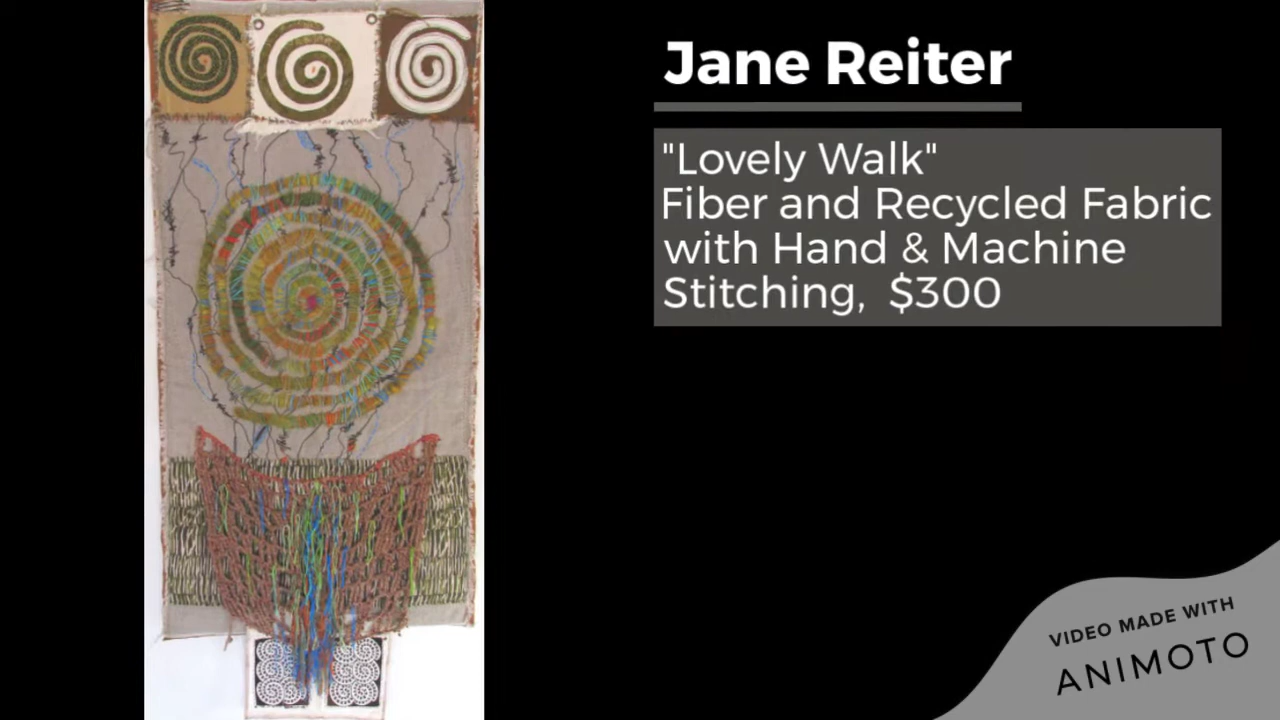 Jane Reiter
"Lovely Walk"
Fiber and Recycled Fabric
with Hand & Machine
Stitching,  $300
VIDEO MADE WITH
ANIMOTO